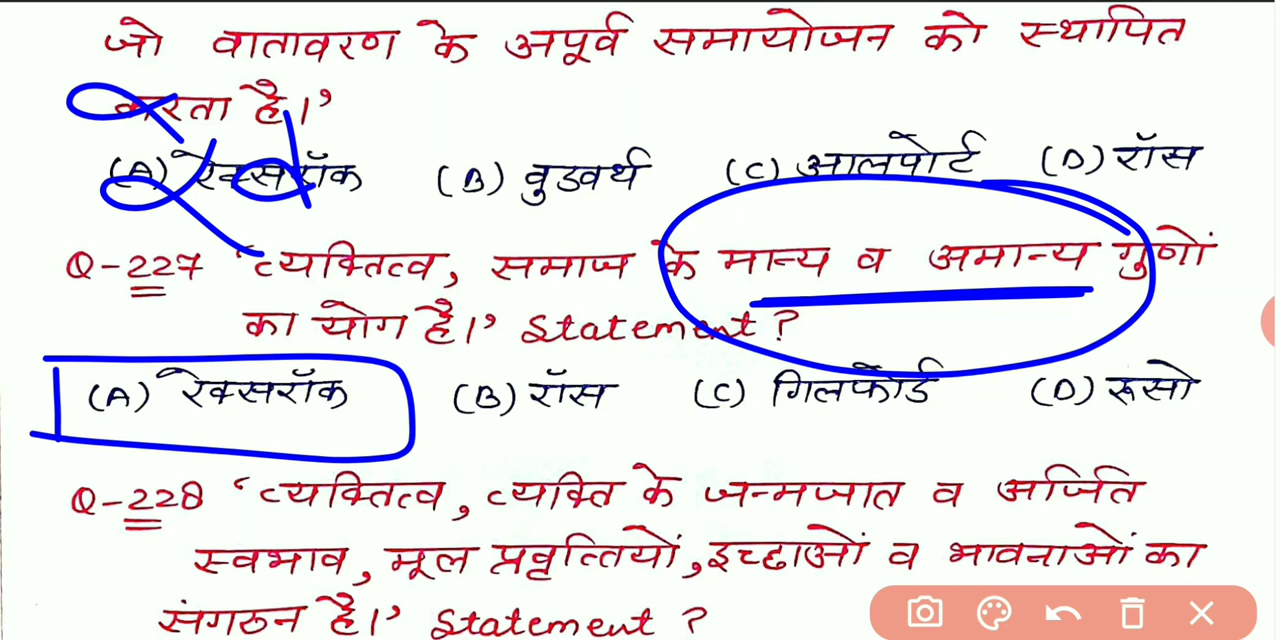 जो वातावरण के अपूर्व समायोजन को स्थापित
करता है।’
(A) रेक्सरॉक (B) वुडवर्थ (C) आलपोर्ट (D) रॉस
Q-227 ‘व्यक्तित्व, समाज के मान्य व अमान्य गुणों
का योग है।’ Statement?
(A) रेक्सरॉक (B) रॉस (C) गिलफोर्ड (D) रूसो
Q-228 ‘व्यक्तित्व, व्यक्ति के जन्मजात व अर्जित
स्वभाव, मूल प्रवृत्तियों, इच्छाओं व भावनाओं का
संगठन है।’ Statement?